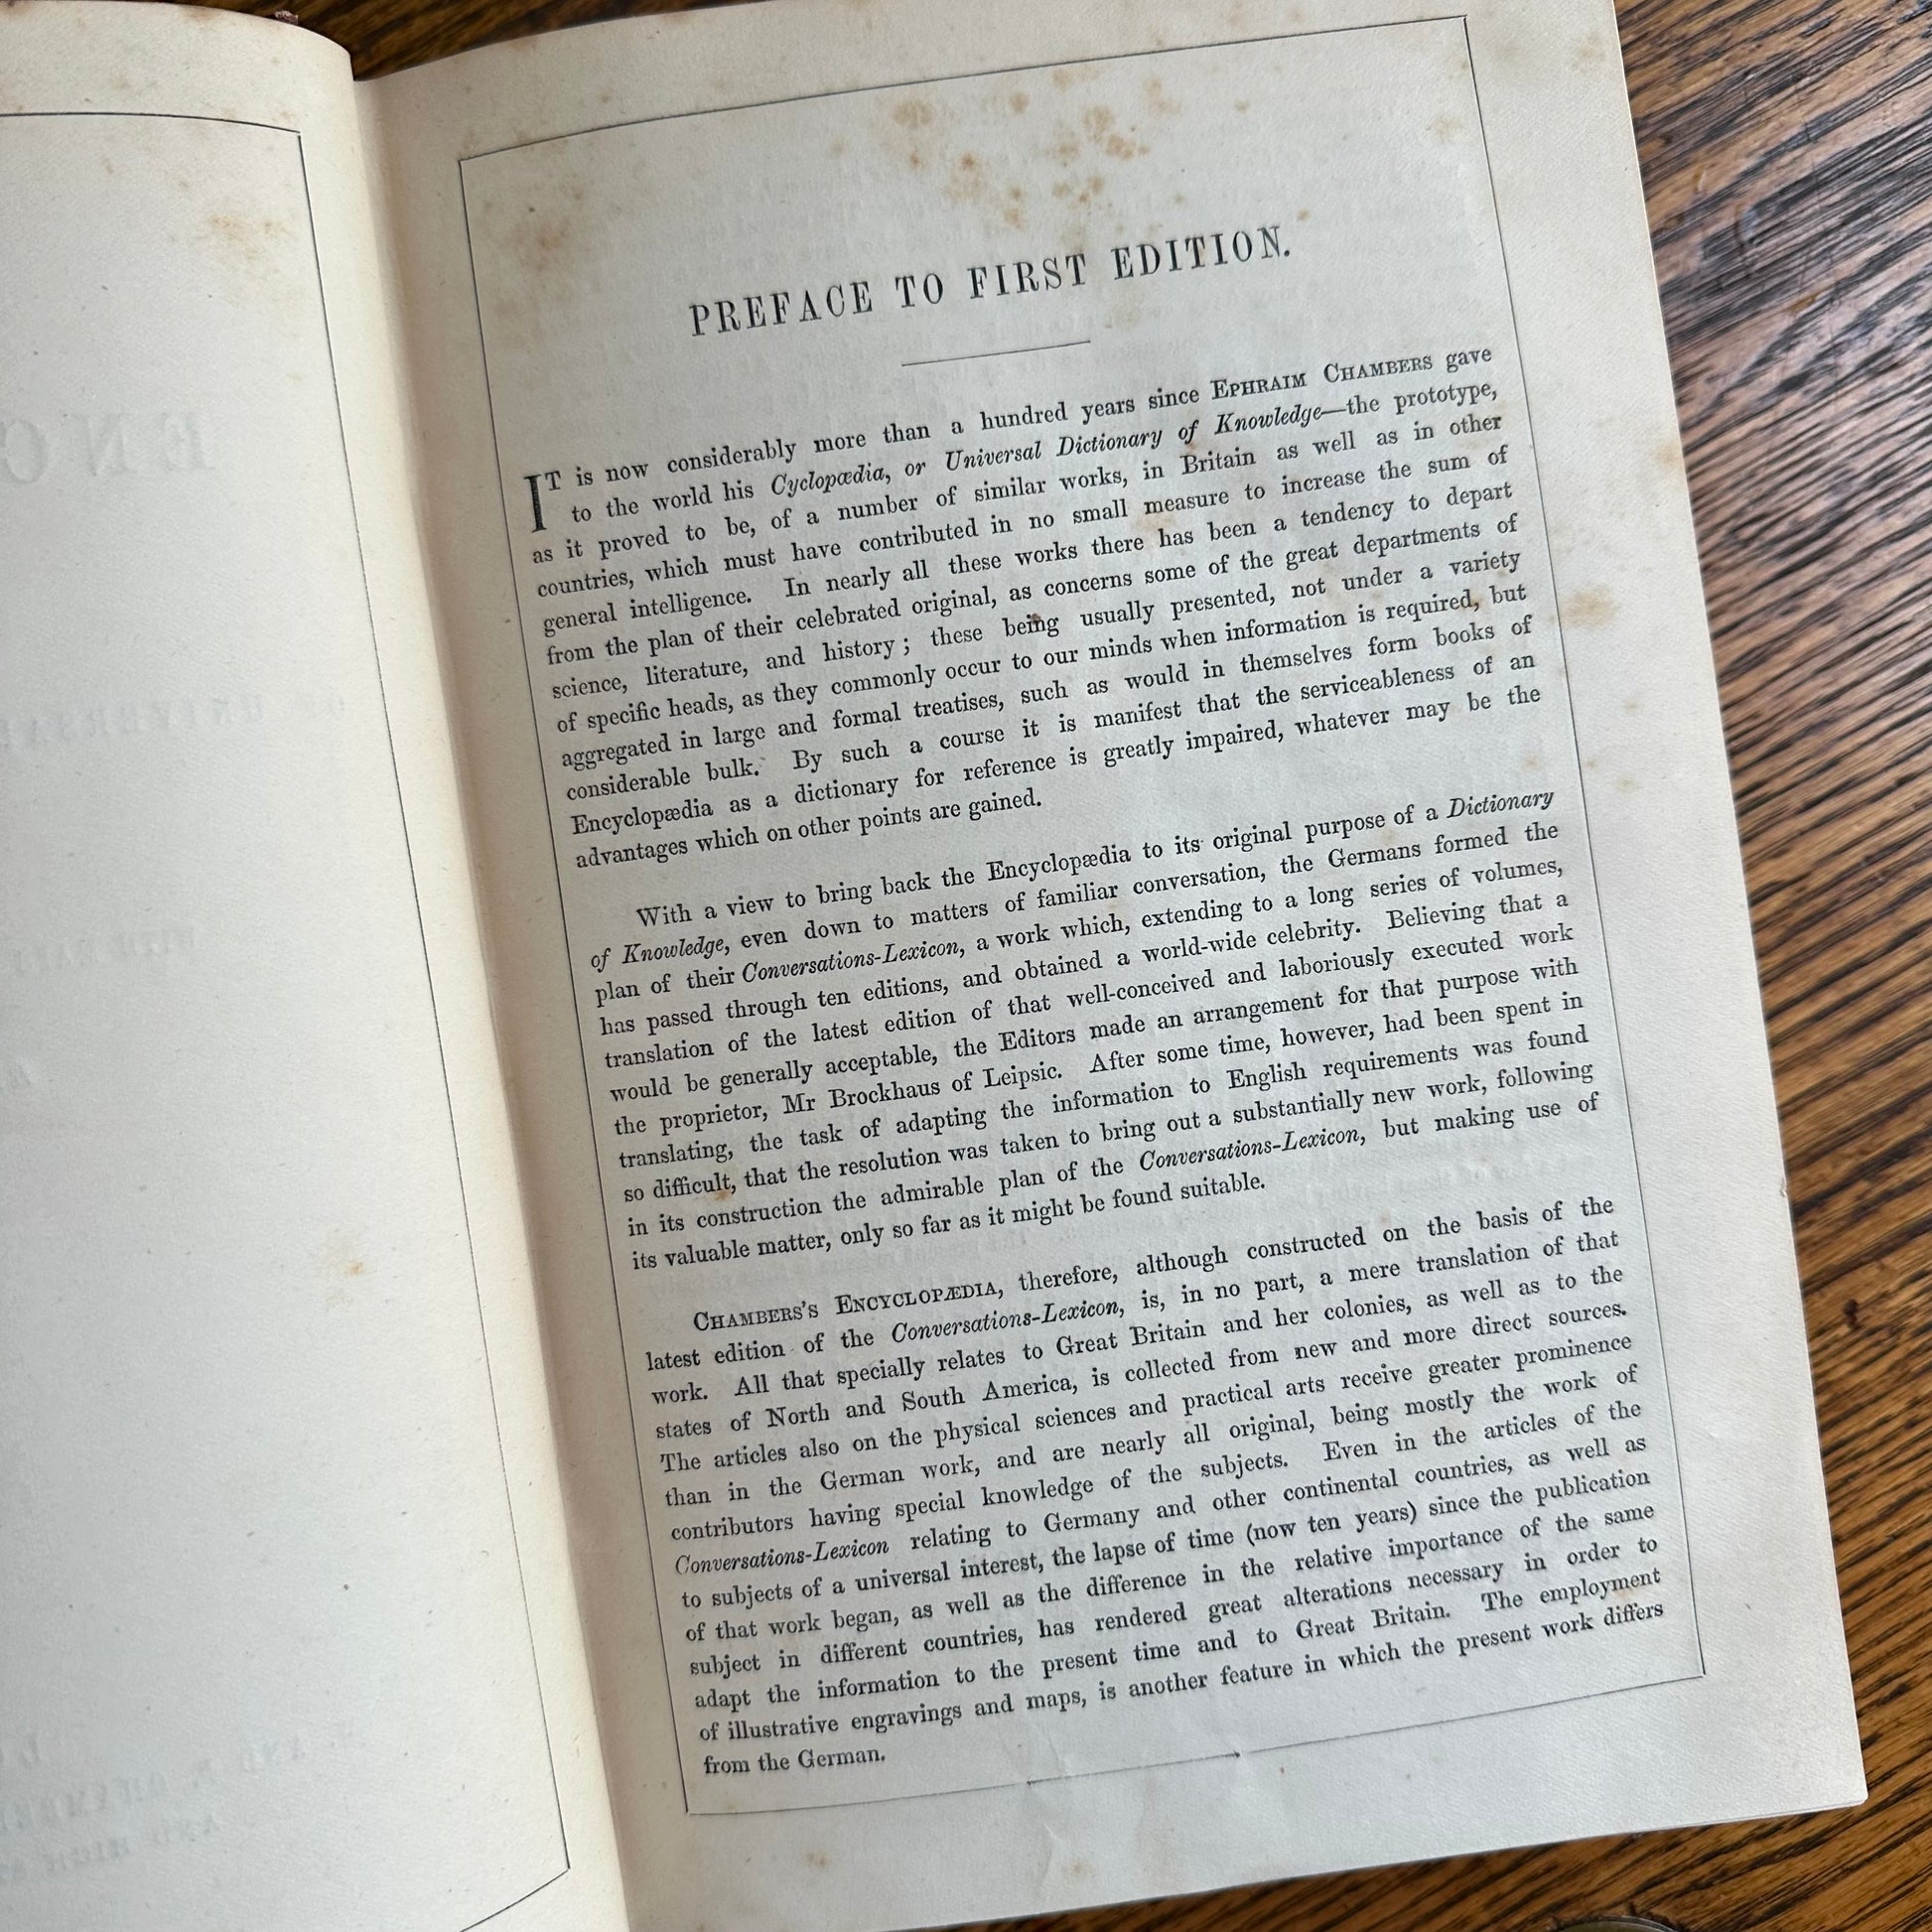 PREFACE TO FIRST EDITION.
IT is now considerably more than a hundred years since EPHRAIM CHAMBERS gave
to the world his Cyclopædia, or Universal Dictionary of Knowledge—the prototype,
as it proved to be, of a number of similar works, in Britain as well as in other
countries, which must have contributed in no small measure to increase the sum of
general intelligence. In nearly all these works there has been a tendency to depart
from the plan of their celebrated original, as concerns some of the great departments of
science, literature, and history; these being usually presented, not under a variety
of specific heads, as they commonly occur to our minds when information is required, but
aggregated in large and formal treatises, such as would in themselves form books of
considerable bulk. By such a course it is manifest that the serviceableness of an
Encyclopædia as a dictionary for reference is greatly impaired, whatever may be the
advantages which on other points are gained.
With a view to bring back the Encyclopædia to its original purpose of a Dictionary
of Knowledge, even down to matters of familiar conversation, the Germans formed the
plan of their Conversations-Lexicon, a work which, extending to a long series of volumes,
has passed through ten editions, and obtained a world-wide celebrity. Believing that a
translation of the latest edition of that well-conceived and laboriously executed work
would be generally acceptable, the Editors made an arrangement for that purpose with
the proprietor, Mr Brockhaus of Leipsic. After some time, however, had been spent in
translating, the task of adapting the information to English requirements was found
so difficult, that the resolution was taken to bring out a substantially new work, following
in its construction the admirable plan of the Conversations-Lexicon, but making use of
its valuable matter, only so far as it might be found suitable.
CHAMBERS'S ENCYCLOPÆDIA, therefore, although constructed on the basis of the
latest edition of the Conversations-Lexicon, is, in no part, a mere translation of that
work. All that specially relates to Great Britain and her colonies, as well as to the
states of North and South America, is collected from new and more direct sources.
The articles also on the physical sciences and practical arts receive greater prominence
than in the German work, and are nearly all original, being mostly the work of
contributors having special knowledge of the subjects. Even in the articles of the
Conversations-Lexicon relating to Germany and other continental countries, as well as
to subjects of a universal interest, the lapse of time (now ten years) since the publication
of that work began, as well as the difference in the relative importance of the same
subject in different countries, has rendered great alterations necessary in order to
adapt the information to the present time and to Great Britain. The employment
of illustrative engravings and maps, is another feature in which the present work differs
from the German.